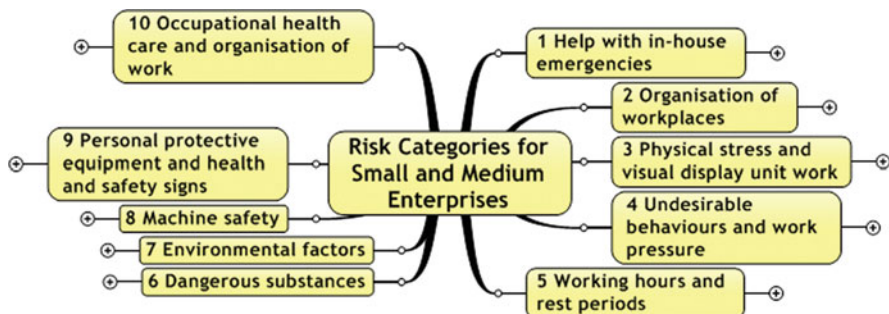 Risk Categories for
Small and Medium
Enterprises
1 Help with in-house
emergencies
2 Organisation of
workplaces
3 Physical stress and
visual display unit work
4 Undesirable
behaviours and work
pressure
5 Working hours and
rest periods
6 Dangerous substances
7 Environmental factors
8 Machine safety
9 Personal protective
equipment and health
and safety signs
10 Occupational health
care and organisation of
work